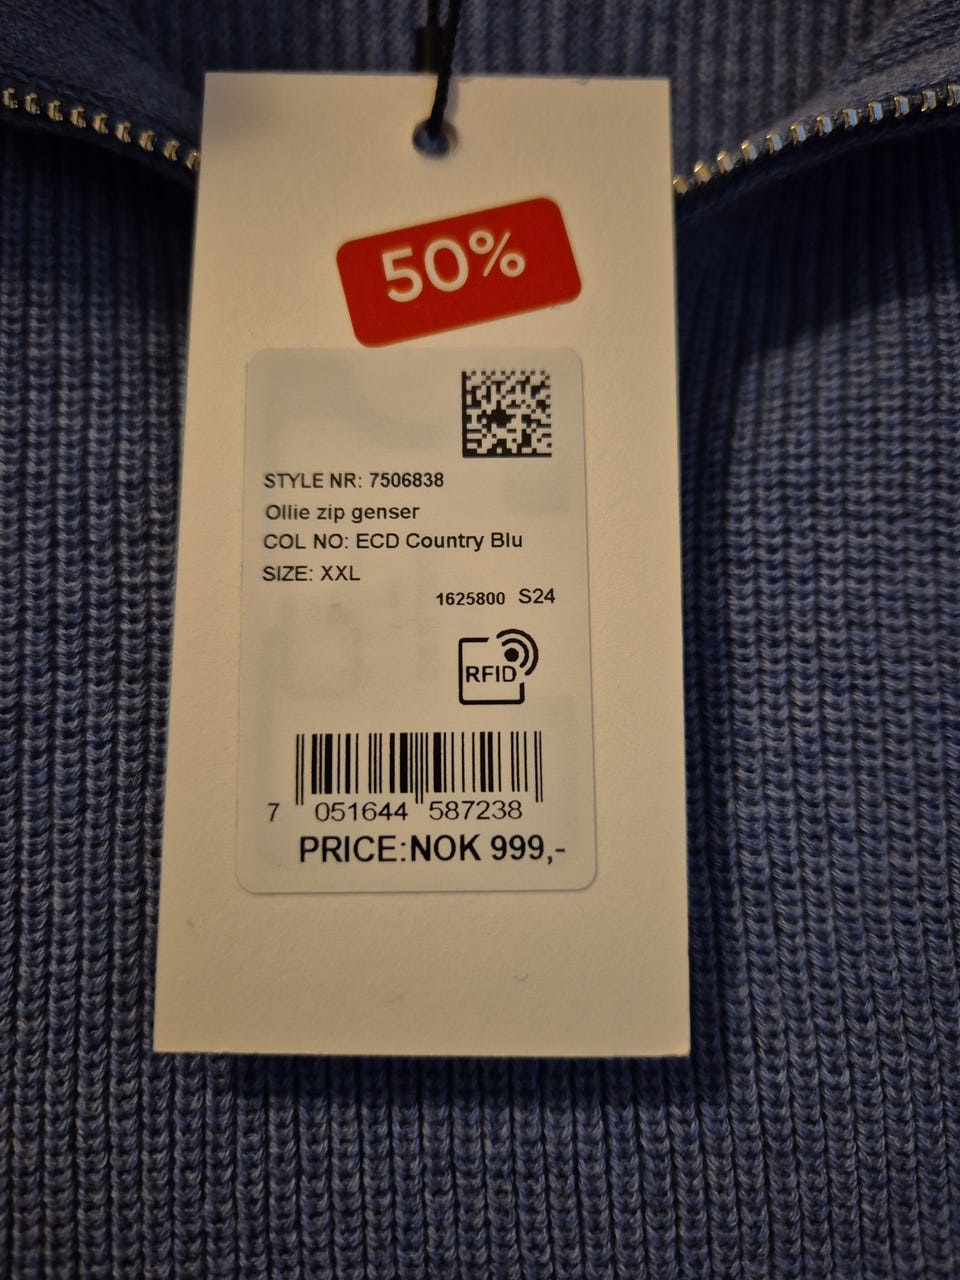 50%
STYLE NR: 7506838
Ollie zip genser
COL NO: ECD Country Blu
SIZE: XXL
1625800 S24
RFID
7 051644 587238
PRICE:NOK 999,-